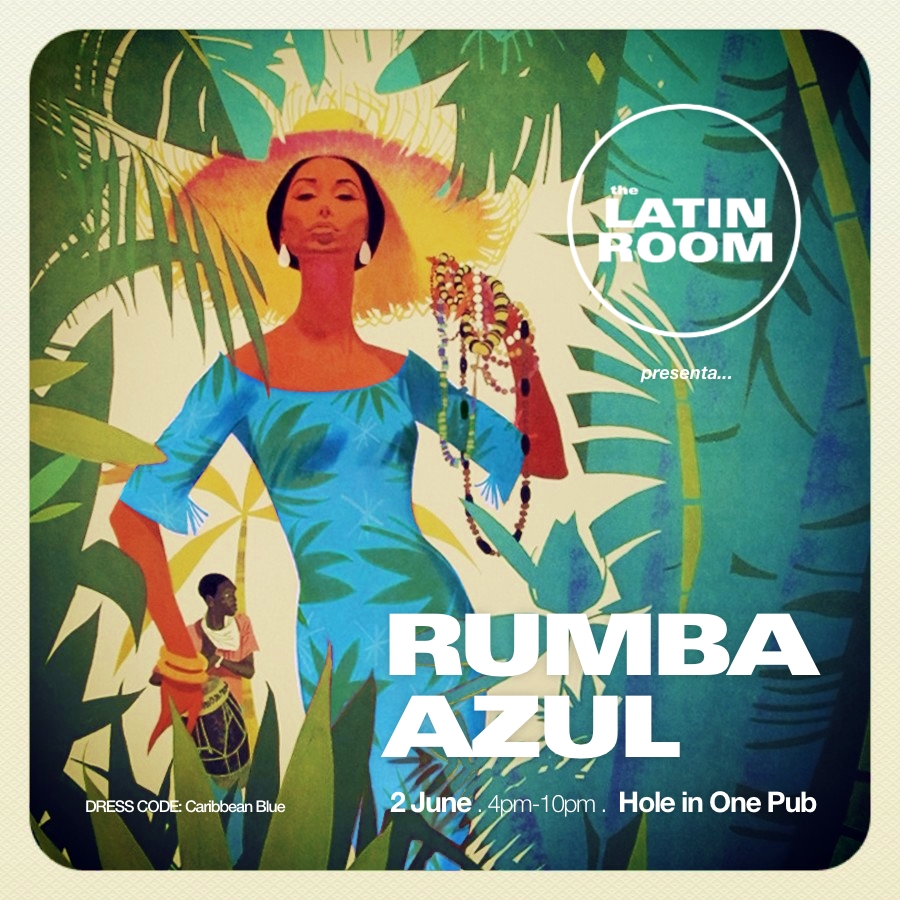 the
LATIN
ROOM
presenta...
RUMBA
AZUL
DRESS CODE: Caribbean Blue
2 June . 4pm-10pm . Hole in One Pub